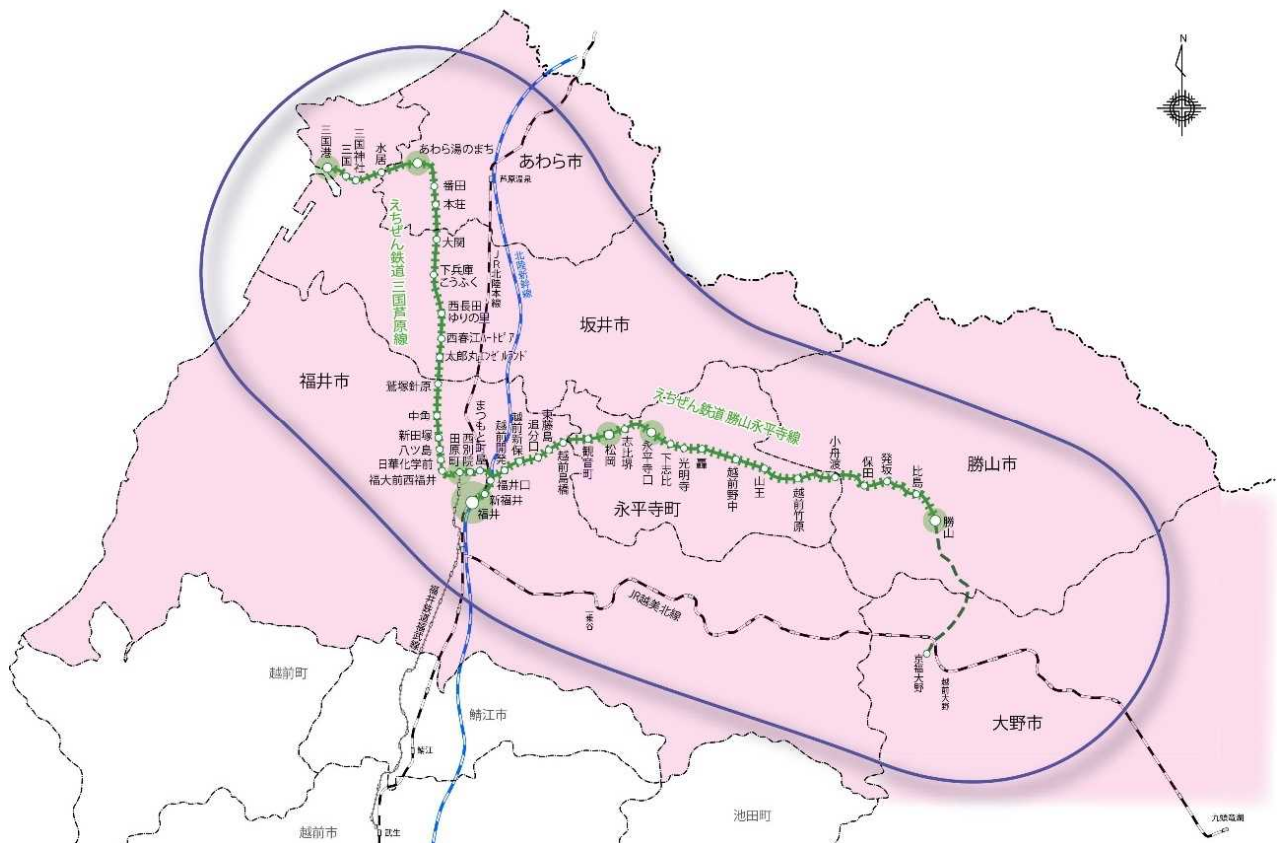 N
三国港
三国
三国神社
水居
あわら湯のまち
あわら市
番田
本荘
芦原温泉
えちぜん鉄道 三国芦原線
大関
下兵庫
こうふく
JR北陸本線
北陸新幹線
西長田
ゆりの里
西春江ハートピア
太郎丸エンゼルランド
坂井市
福井市
鷲塚針原
中角
新田塚
八ツ島
日華化学前
福大前西福井
田原町
西別院
まつもと町屋
越前開発
越前新保
追分口
東藤島
越前島橋
観音町
松岡
志比堺
永平寺口
下志比
光明寺
轟
越前野中
山王
越前竹原
小舟渡
保田
発坂
比島
勝山
えちぜん鉄道 勝山永平寺線
勝山市
福井口
新福井
福井
永平寺町
福井鉄道福武線
一乗谷
JR越美北線
京福大野
越前大野
大野市
越前町
鯖江市
鯖江
池田町
越前市
武生
九頭竜湖